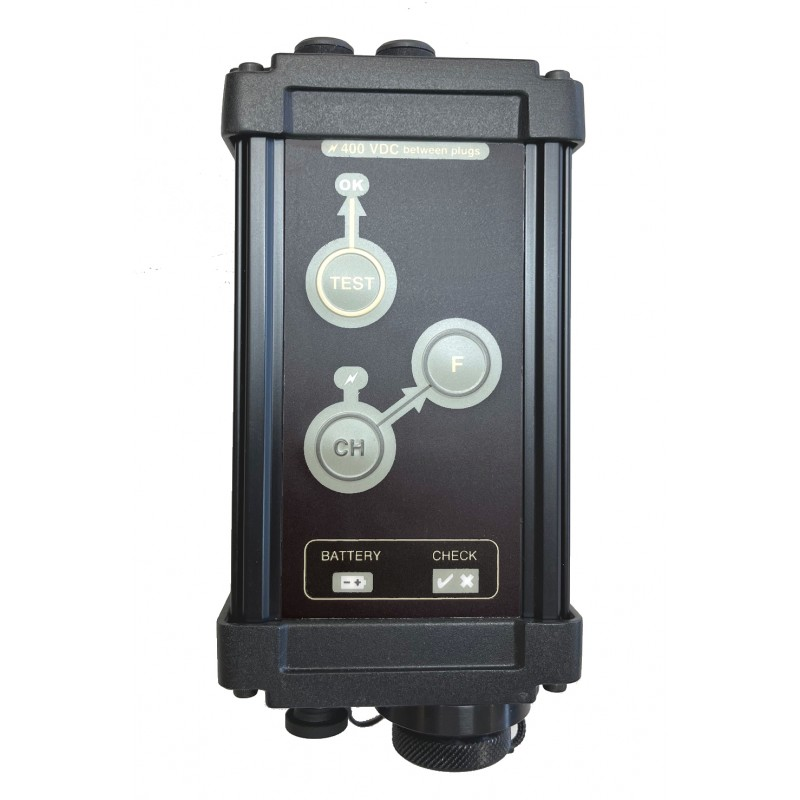 400 VDC between plugs
OK
TEST
F
CH
BATTERY CHECK